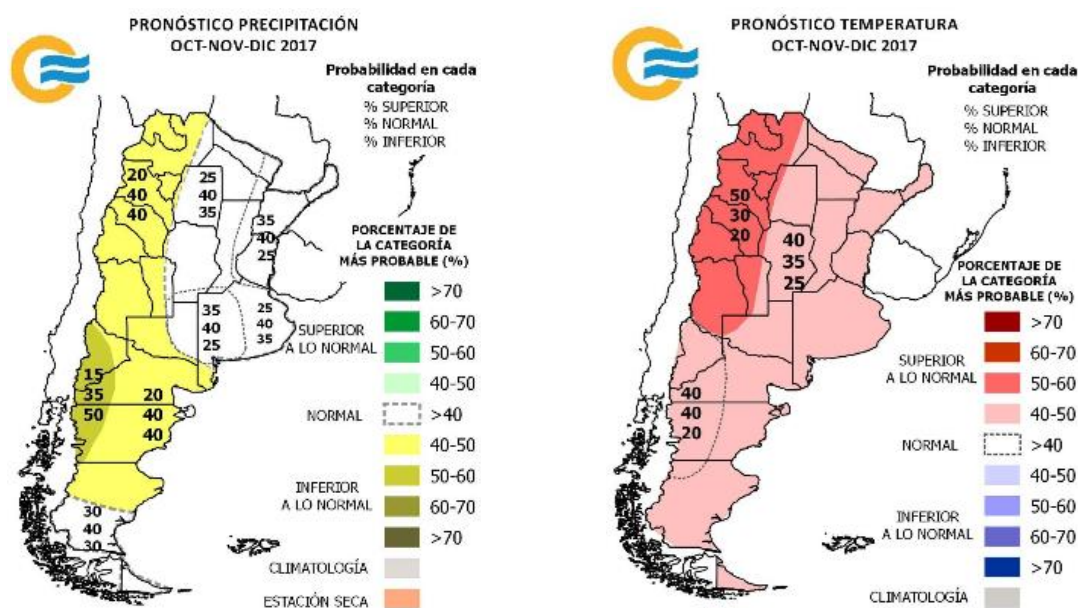 PRONÓSTICO PRECIPITACIÓN
OCT-NOV-DIC 2017
Probabilidad en cada
categoría
% SUPERIOR
% NORMAL
% INFERIOR
20
40
40
25
40
35
35
40
25
35
40
25
25
40
35
15
35
50
20
40
40
30
40
30
PORCENTAJE DE
LA CATEGORÍA
MÁS PROBABLE (%)
SUPERIOR
A LO NORMAL
>70
60-70
50-60
40-50
NORMAL
>40
INFERIOR
A LO NORMAL
40-50
50-60
60-70
>70
CLIMATOLOGÍA
ESTACIÓN SECA
PRONÓSTICO TEMPERATURA
OCT-NOV-DIC 2017
Probabilidad en cada
categoría
% SUPERIOR
% NORMAL
% INFERIOR
50
30
20
40
35
25
40
40
20
PORCENTAJE DE
LA CATEGORÍA
MÁS PROBABLE (%)
SUPERIOR
A LO NORMAL
>70
60-70
50-60
40-50
NORMAL
>40
INFERIOR
A LO NORMAL
40-50
50-60
60-70
>70
CLIMATOLOGÍA